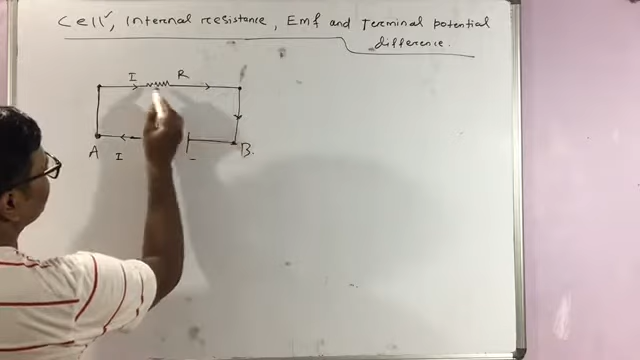 Cell, Internal resistance, Emf and Terminal potential
difference.
I R
A I - B.